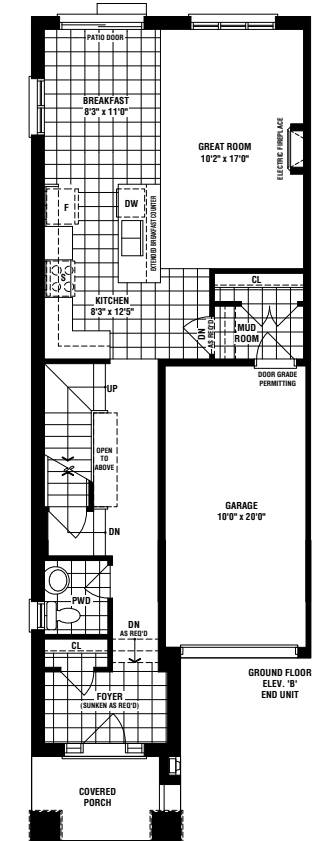 PATIO DOOR
BREAKFAST
8'3" x 11'0"
GREAT ROOM
10'2" x 17'0"
ELECTRIC FIREPLACE
F
DW
EXTENDED BREAKFAST COUNTER
S
KITCHEN
8'3" x 12'5"
CL
DN
AS REQ'D
MUD
ROOM
DOOR GRADE
PERMITTING
UP
OPEN
TO
ABOVE
DN
GARAGE
10'0" x 20'0"
PWD
DN
AS REQ'D
CL
FOYER
(SUNKEN AS REQ'D)
GROUND FLOOR
ELEV. 'B'
END UNIT
COVERED
PORCH